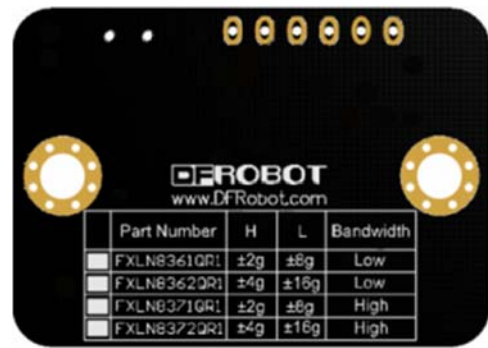 DFROBOT
www.DFRobot.com
Part Number H L Bandwidth
FXLN8361QR1 ±2g ±8g Low
FXLN8362QR1 ±4g ±16g Low
FXLN8371QR1 ±2g ±8g High
FXLN8372QR1 ±4g ±16g High